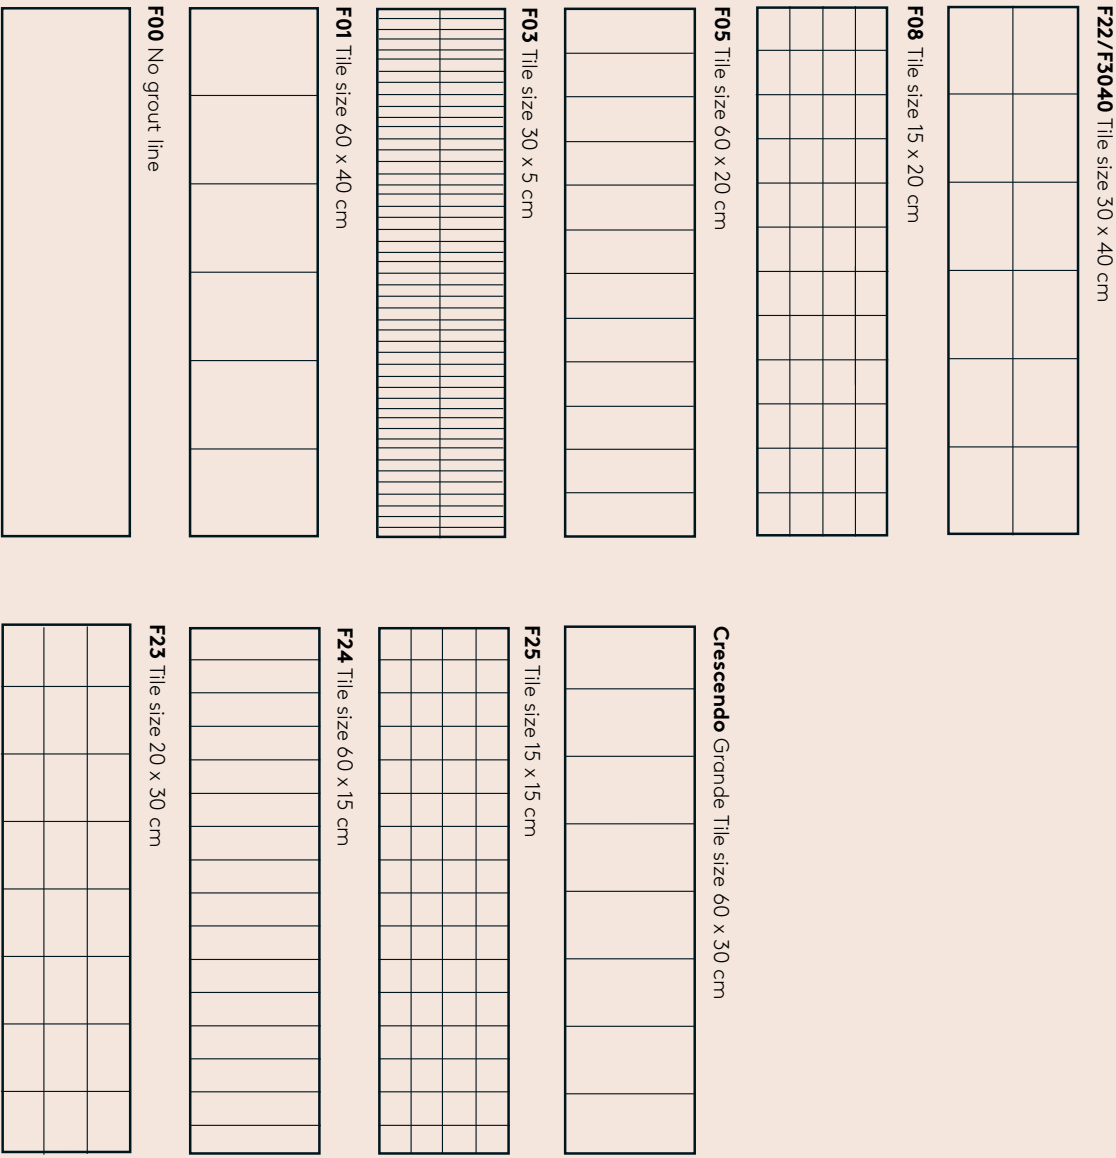 F00 No grout line
F01 Tile size 60 x 40 cm
F03 Tile size 30 x 5 cm
F05 Tile size 60 x 20 cm
F08 Tile size 15 x 20 cm
F22/F3040 Tile size 30 x 40 cm
F23 Tile size 20 x 30 cm
F24 Tile size 60 x 15 cm
F25 Tile size 15 x 15 cm
Crescendo Grande Tile size 60 x 30 cm